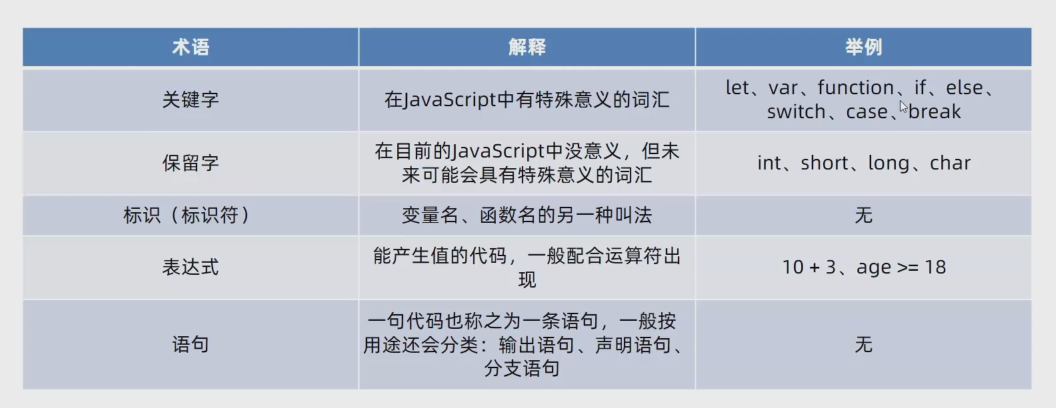 术语
解释
举例
关键字
在JavaScript中有特殊意义的词汇
let、var、function、if、else、
switch、case、break
保留字
在目前的JavaScript中没意义，但未
来可能会具有特殊意义的词汇
int、short、long、char
标识（标识符）
变量名、函数名的另一种叫法
无
表达式
能产生值的代码，一般配合运算符出
现
10 + 3、age >= 18
语句
一句代码也称之为一条语句，一般按
用途还会分类：输出语句、声明语句、
分支语句
无